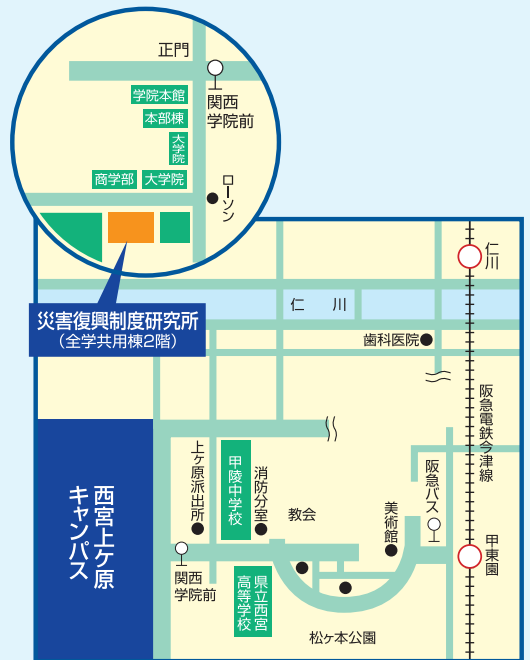 正門
学院本館
関西
学院前
本部棟
大学院
商学部
大学院
ローソン
仁川
仁川
災害復興制度研究所
(全学共用棟2階)
歯科医院
阪急電鉄今津線
上ヶ原派出所
甲陵中学校
消防分室
教会
美術館
阪急バス
西宮上ケ原
キャンパス
甲東園
関西
学院前
県立西宮
高等学校
松ヶ本公園